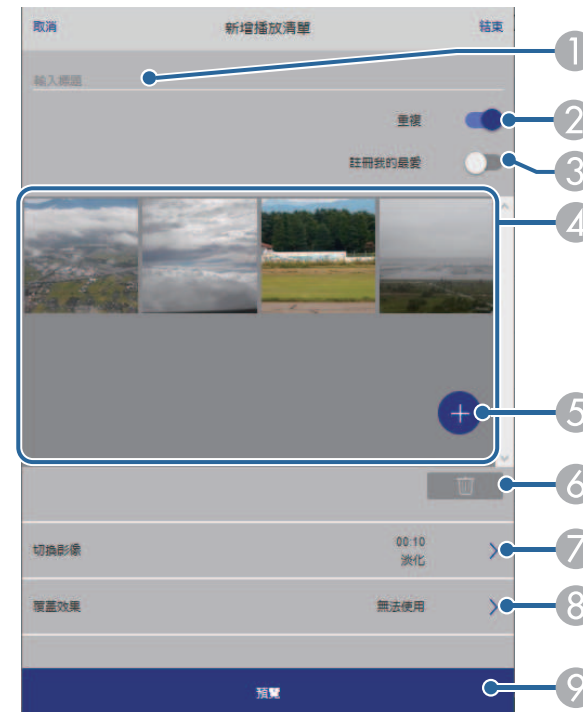 取消 新增播放清單 結束
1
輸入標題
重複 2
註冊我的最愛 3
4
5
6
00:10
切換影像 7
淡化
覆蓋效果 無法使用 8
預覽 9